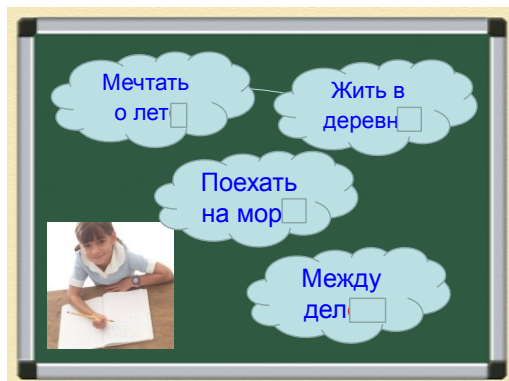 Мечтать
о лет
Жить в
деревн
Поехать
на мор
Между
дел